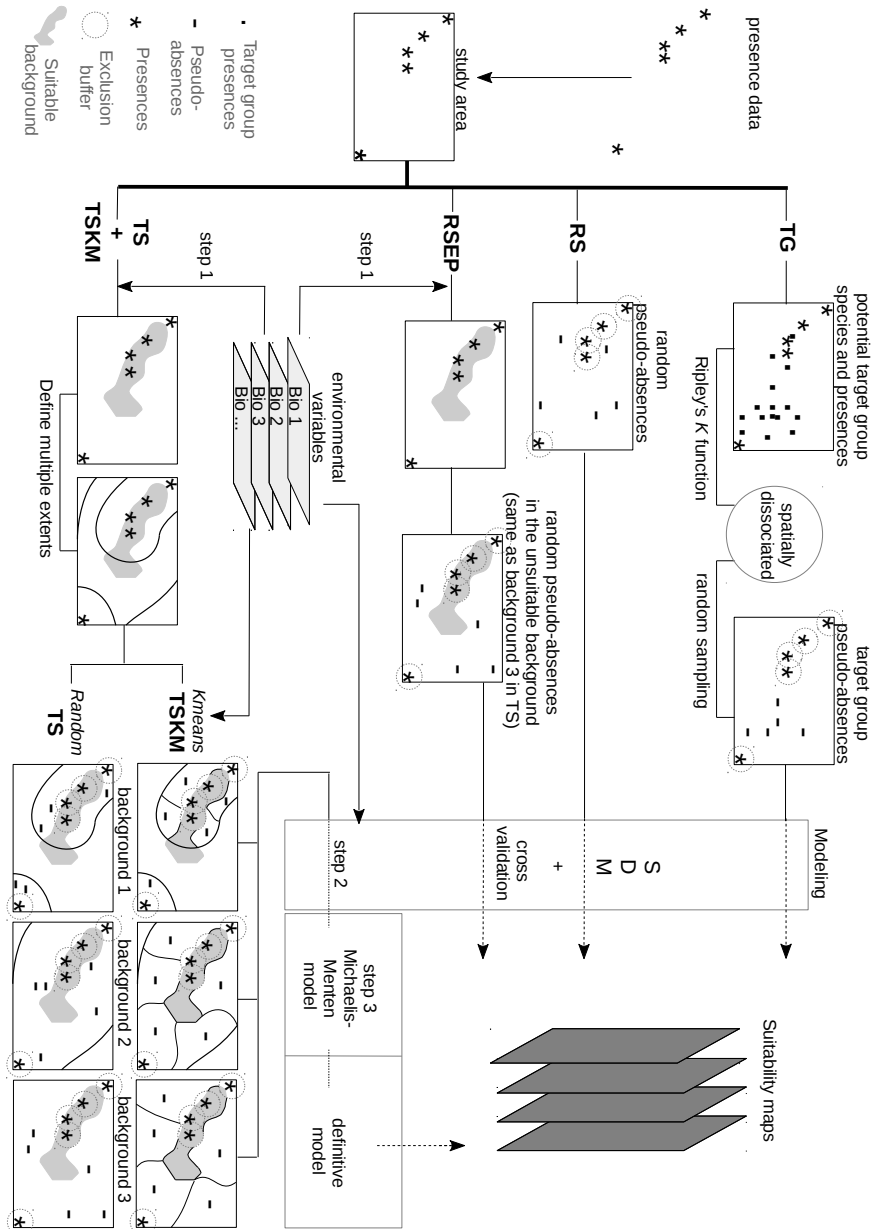 presence data
study area
Target group
presences
Pseudo-
absences
Presences
Exclusion
buffer
Suitable
background
TG
potential target group
species and presences
Ripley's K function
spatially
dissociated
random sampling
target group
pseudo-absences
RS
random
pseudo-absences
RSEP
step 1
random pseudo-absences
in the unsuitable background
(same as background 3 in TS)
environmental
variables
Bio 1
Bio 2
Bio 3
Bio ...
step 1
TS
+
TSKM
Define multiple extents
Kmeans
TSKM
Random
TS
background 1
background 2
background 3
Modeling
S
D
M
+
cross
validation
step 2
step 3
Michaelis-
Menten
model
definitive
model
Suitability maps